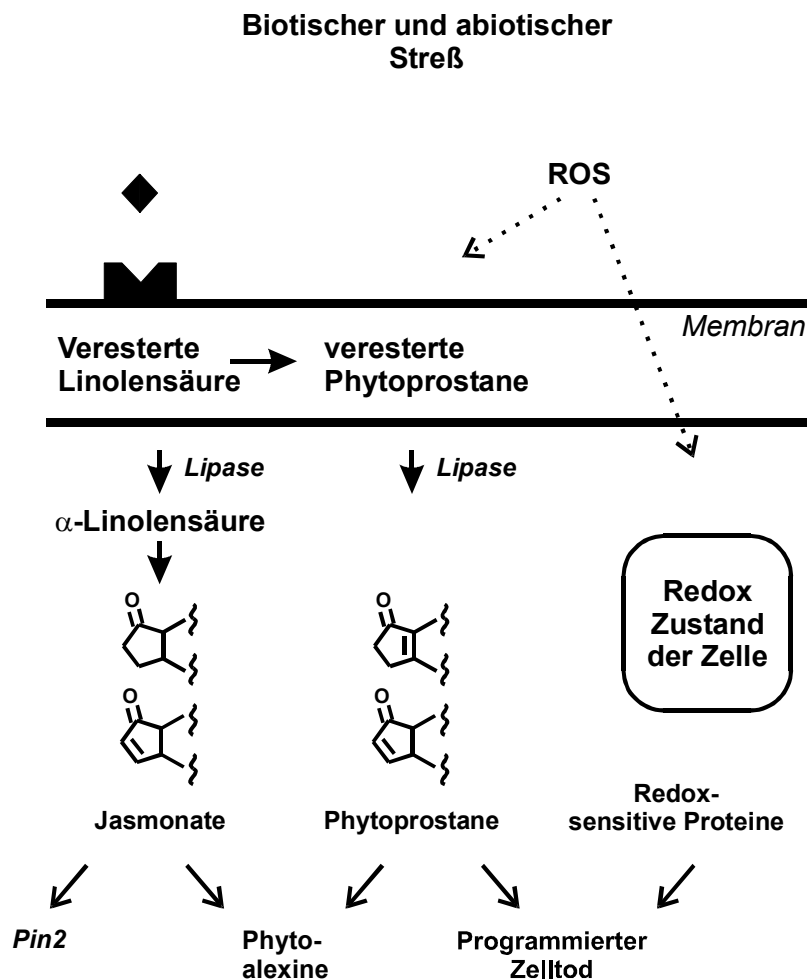 Biotischer und abiotischer
Streß
ROS
Membran
Veresterte
Linolensäure
veresterte
Phytoprostane
Lipase
Lipase
α-Linolensäure
Redox
Zustand
der Zelle
O
O
O
O
Jasmonate
Phytoprostane
Redox-
sensitive Proteine
Pin2
Phyto-
alexine
Programmierter
Zelltod